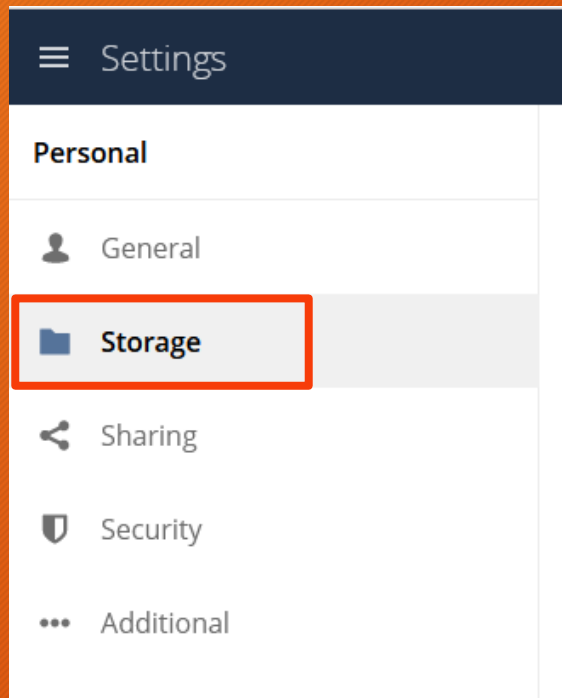 Settings
Personal
General
Storage
Sharing
Security
Additional